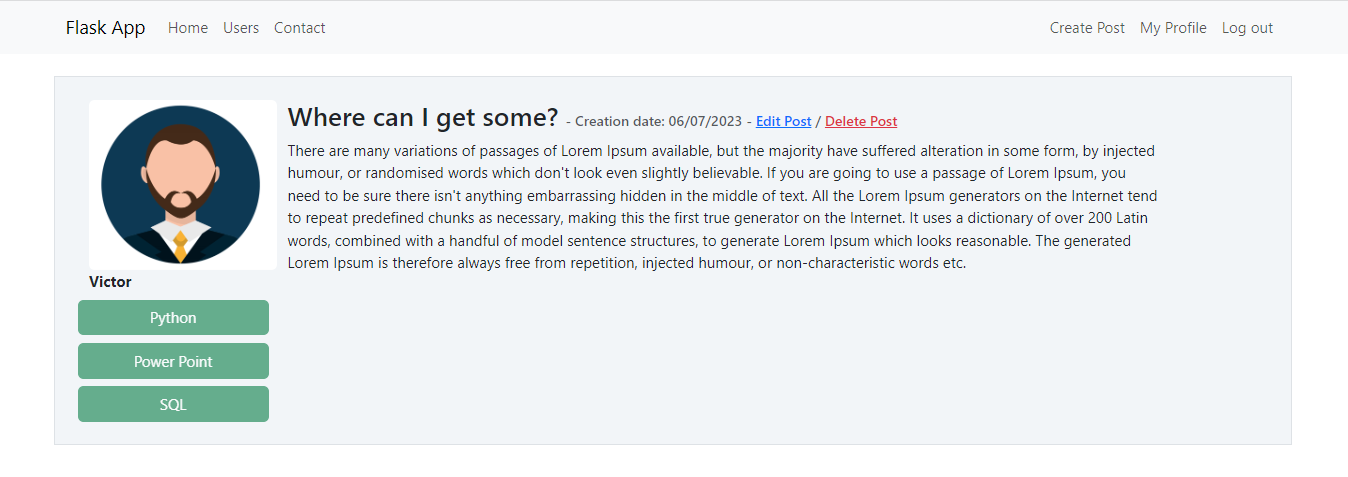 Flask App Home Users Contact Create Post My Profile Log out
Where can I get some? - Creation date: 06/07/2023 - Edit Post / Delete Post
There are many variations of passages of Lorem Ipsum available, but the majority have suffered alteration in some form, by injected
humour, or randomised words which don't look even slightly believable. If you are going to use a passage of Lorem Ipsum, you
need to be sure there isn't anything embarrassing hidden in the middle of text. All the Lorem Ipsum generators on the Internet tend
to repeat predefined chunks as necessary, making this the first true generator on the Internet. It uses a dictionary of over 200 Latin
words, combined with a handful of model sentence structures, to generate Lorem Ipsum which looks reasonable. The generated
Lorem Ipsum is therefore always free from repetition, injected humour, or non-characteristic words etc.
Victor
Python
Power Point
SQL